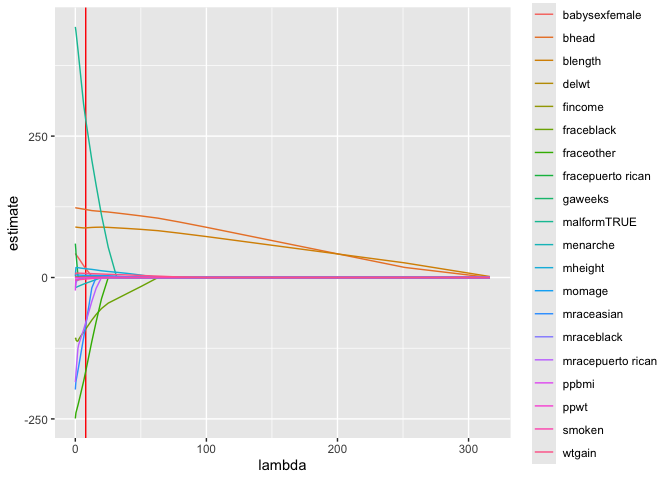 estimate
250
0
-250
0
100
200
300
lambda
babysexfemale
bhead
blength
delwt
fincome
fraceblack
fraceother
fracepuerto rican
gaweeks
malformTRUE
menarche
mheight
momage
mraceasian
mraceblack
mracepuerto rican
ppbmi
ppwt
smoken
wtgain